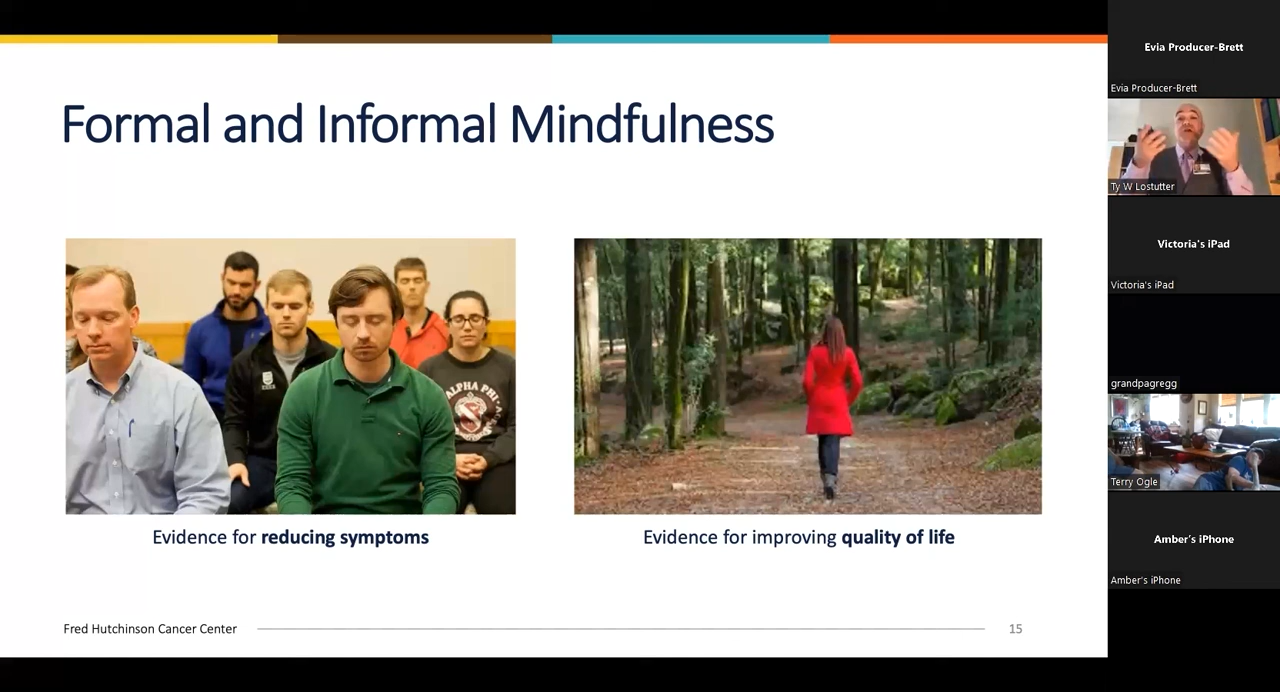 Formal and Informal Mindfulness
ALPHA PHI
Evidence for reducing symptoms
Evidence for improving quality of life
Fred Hutchinson Cancer Center
15
Evia Producer-Brett
Evia Producer-Brett
Ty W Lostutter
Victoria's iPad
Victoria's iPad
grandpagregg
Terry Ogle
Amber's iPhone
Amber's iPhone